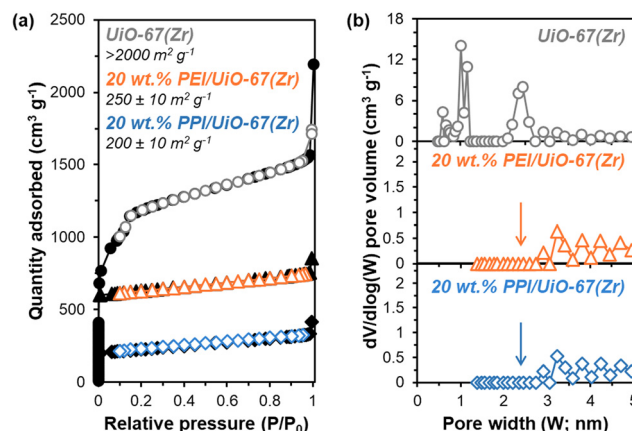 (a)
UiO-67(Zr)
>2000 m² g⁻¹
20 wt.% PEI/UiO-67(Zr)
250 ± 10 m² g⁻¹
20 wt.% PPI/UiO-67(Zr)
200 ± 10 m² g⁻¹
Quantity adsorbed (cm³ g⁻¹)
2500
2000
1500
1000
500
0
0 0.2 0.4 0.6 0.8 1
Relative pressure (P/P₀)
(b)
UiO-67(Zr)
20 wt.% PEI/UiO-67(Zr)
20 wt.% PPI/UiO-67(Zr)
dV/dlog(W) pore volume (cm³ g⁻¹)
18
12
6
0
2
1.5
1
0.5
0
2
1.5
1
0.5
0
0 1 2 3 4 5
Pore width (W; nm)